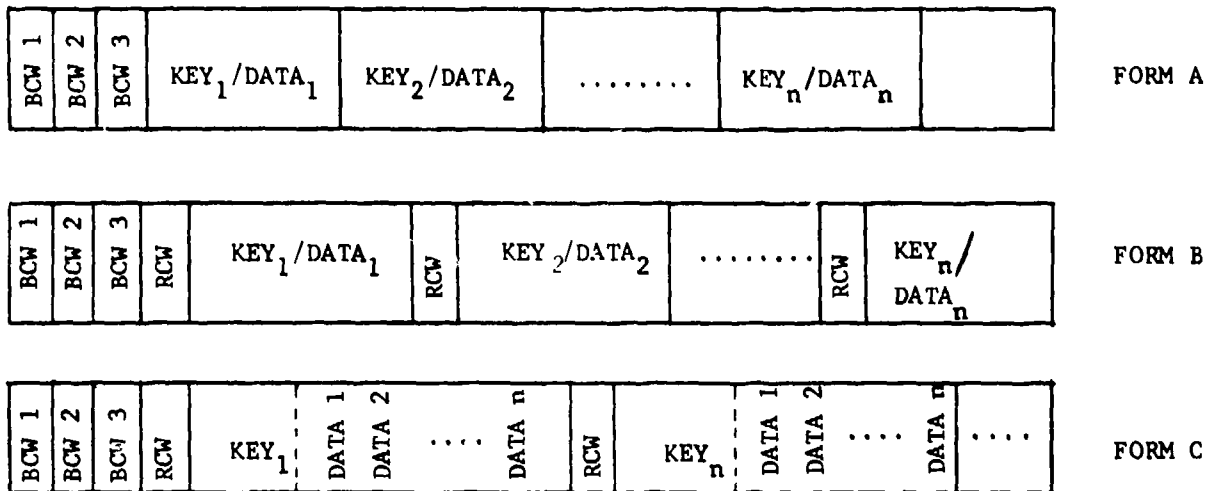 BCW 1 BCW 2 BCW 3 KEY1/DATA1 KEY2/DATA2 ........ KEYn/DATAn FORM A
BCW 1 BCW 2 BCW 3 RCW KEY1/DATA1 RCW KEY2/DATA2 ........ RCW KEYn/ FORM B
DATAn
BCW 1 BCW 2 BCW 3 RCW KEY1 DATA 1 DATA 2 .... DATA n RCW KEYn DATA 1 DATA 2 .... DATA n .... FORM C